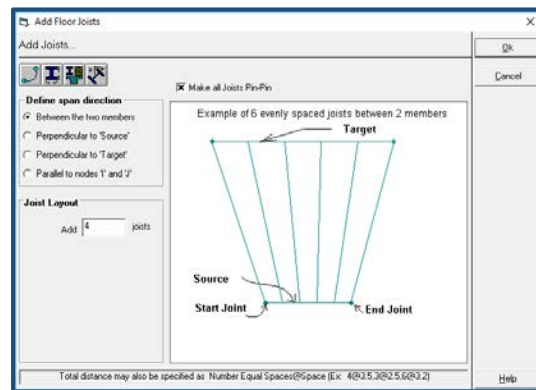 Add Floor Joists
Add Joists...
Ok
Cancel
Make all Joists Pin-Pin
Define span direction
Between the two members
Perpendicular to 'Source'
Perpendicular to 'Target'
Parallel to nodes 'I' and 'J'
Joist Layout
Add 4 joists
Example of 6 evenly spaced joists between 2 members
Target
Source
Start Joint
End Joint
Total distance may also be specified as Number Equal Spaces@Space (Ex: 4@3.5,3@2.5,6@3.2)
Help